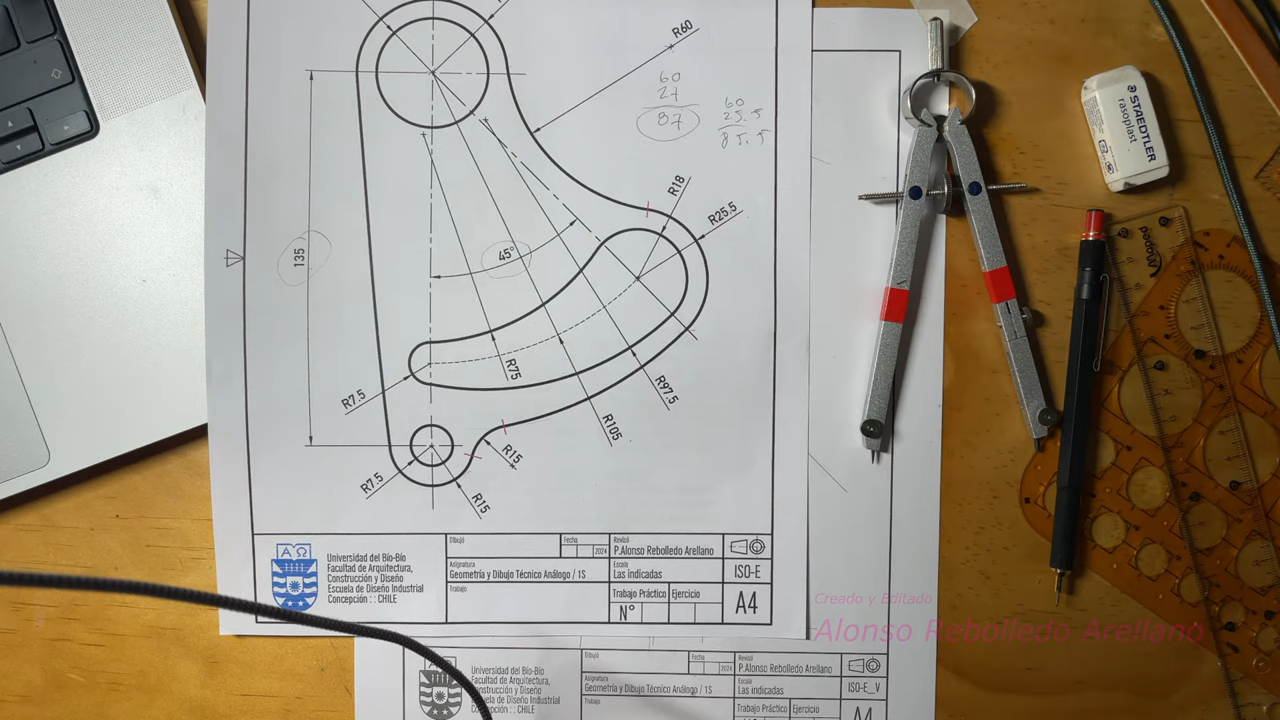 R60
60
27
87
60
25.5
85.5
R18
R25.5
135
45°
R7.5
R75
R97.5
R105
R15
R7.5
R15
STAEDTLER
rasoplast
Dibujó
Fecha
2024
Revisó
P.Alonso Rebolledo Arellano
Asignatura
Geometría y Dibujo Técnico Análogo / 1S
Escala
Las indicadas
ISO-E
Trabajo
Trabajo Práctico
Ejercicio
N°
A4
AΩ
Universidad del Bío-Bío
Facultad de Arquitectura,
Construcción y Diseño
Escuela de Diseño Industrial
Concepción : : CHILE
Creado y Editado
Alonso Rebolledo Arellano
Universidad del Bío-Bío
Facultad de Arquitectura,
Construcción y Diseño
Escuela de Diseño Industrial
Dibujó
Fecha
2024
Revisó
P.Alonso Rebolledo Arellano
Asignatura
Geometría y Dibujo Técnico Análogo / 1S
Escala
Las indicadas
ISO-E_V
Trabajo
Trabajo Práctico
Ejercicio
A4